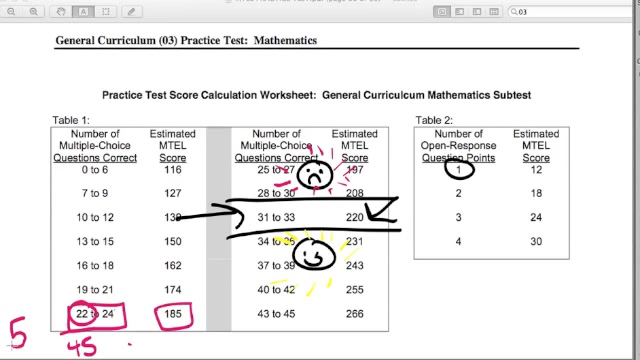 03
General Curriculum (03) Practice Test: Mathematics
Practice Test Score Calculation Worksheet: General Curriculcum Mathematics Subtest
Table 1:
Number of Multiple-Choice Questions Correct Estimated MTEL Score
0 to 6 116
7 to 9 127
10 to 12
13 to 15 150
16 to 18 162
19 to 21 174
22 to 24 185
Number of Multiple-Choice Questions Correct Estimated MTEL Score
25 to 27 197
28 to 30 208
31 to 33 220
34 to 36 231
37 to 39 243
40 to 42 255
43 to 45 266
Table 2:
Number of Open-Response Question Points Estimated MTEL Score
1 12
2 18
3 24
4 30
5
45